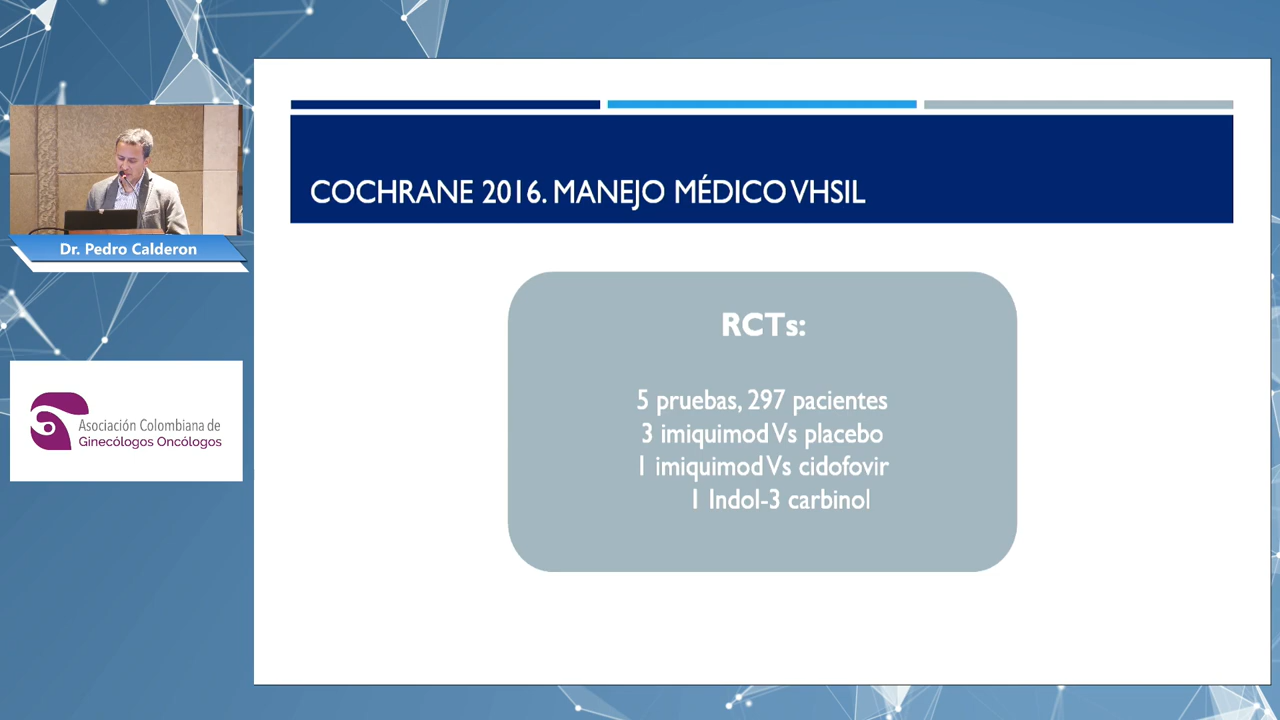 COCHRANE 2016. MANEJO MÉDICO VHSIL
RCTs:
5 pruebas, 297 pacientes
3 imiquimod Vs placebo
1 imiquimod Vs cidofovir
1 Indol-3 carbinol
Dr. Pedro Calderon
Asociación Colombiana de
Ginecólogos Oncólogos